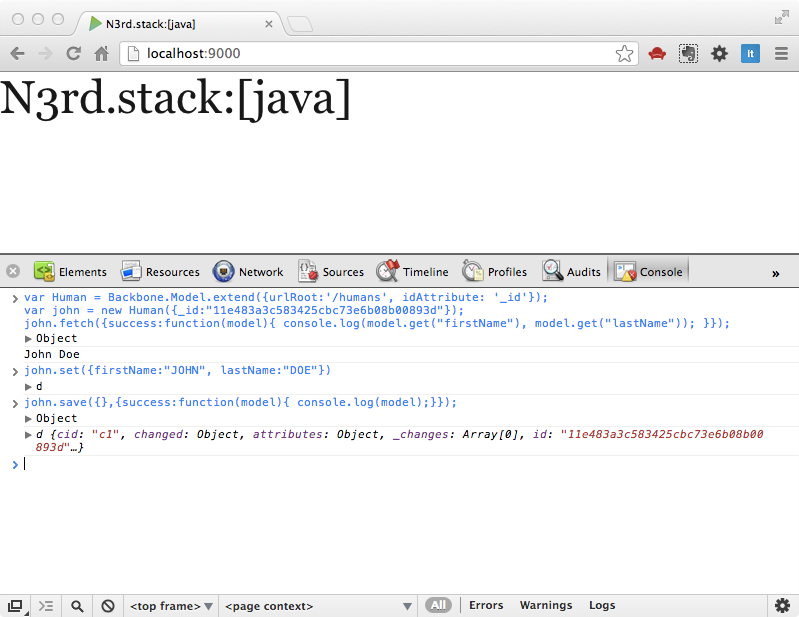 N3rd.stack:[java]
localhost:9000
lt
N3rd.stack:[java]
Elements Resources Network Sources Timeline Profiles Audits Console »
var Human = Backbone.Model.extend({urlRoot:'/humans', idAttribute: '_id'});
var john = new Human({_id:"11e483a3c583425cbc73e6b08b00893d"});
john.fetch({success:function(model){ console.log(model.get("firstName"), model.get("lastName")); }});
Object
John Doe
john.set({firstName:"JOHN", lastName:"DOE"})
d
john.save({},{success:function(model){ console.log(model);}});
Object
d {cid: "c1", changed: Object, attributes: Object, _changes: Array[0], id: "11e483a3c583425cbc73e6b08b00
893d"…}
<top frame> <page context> All Errors Warnings Logs